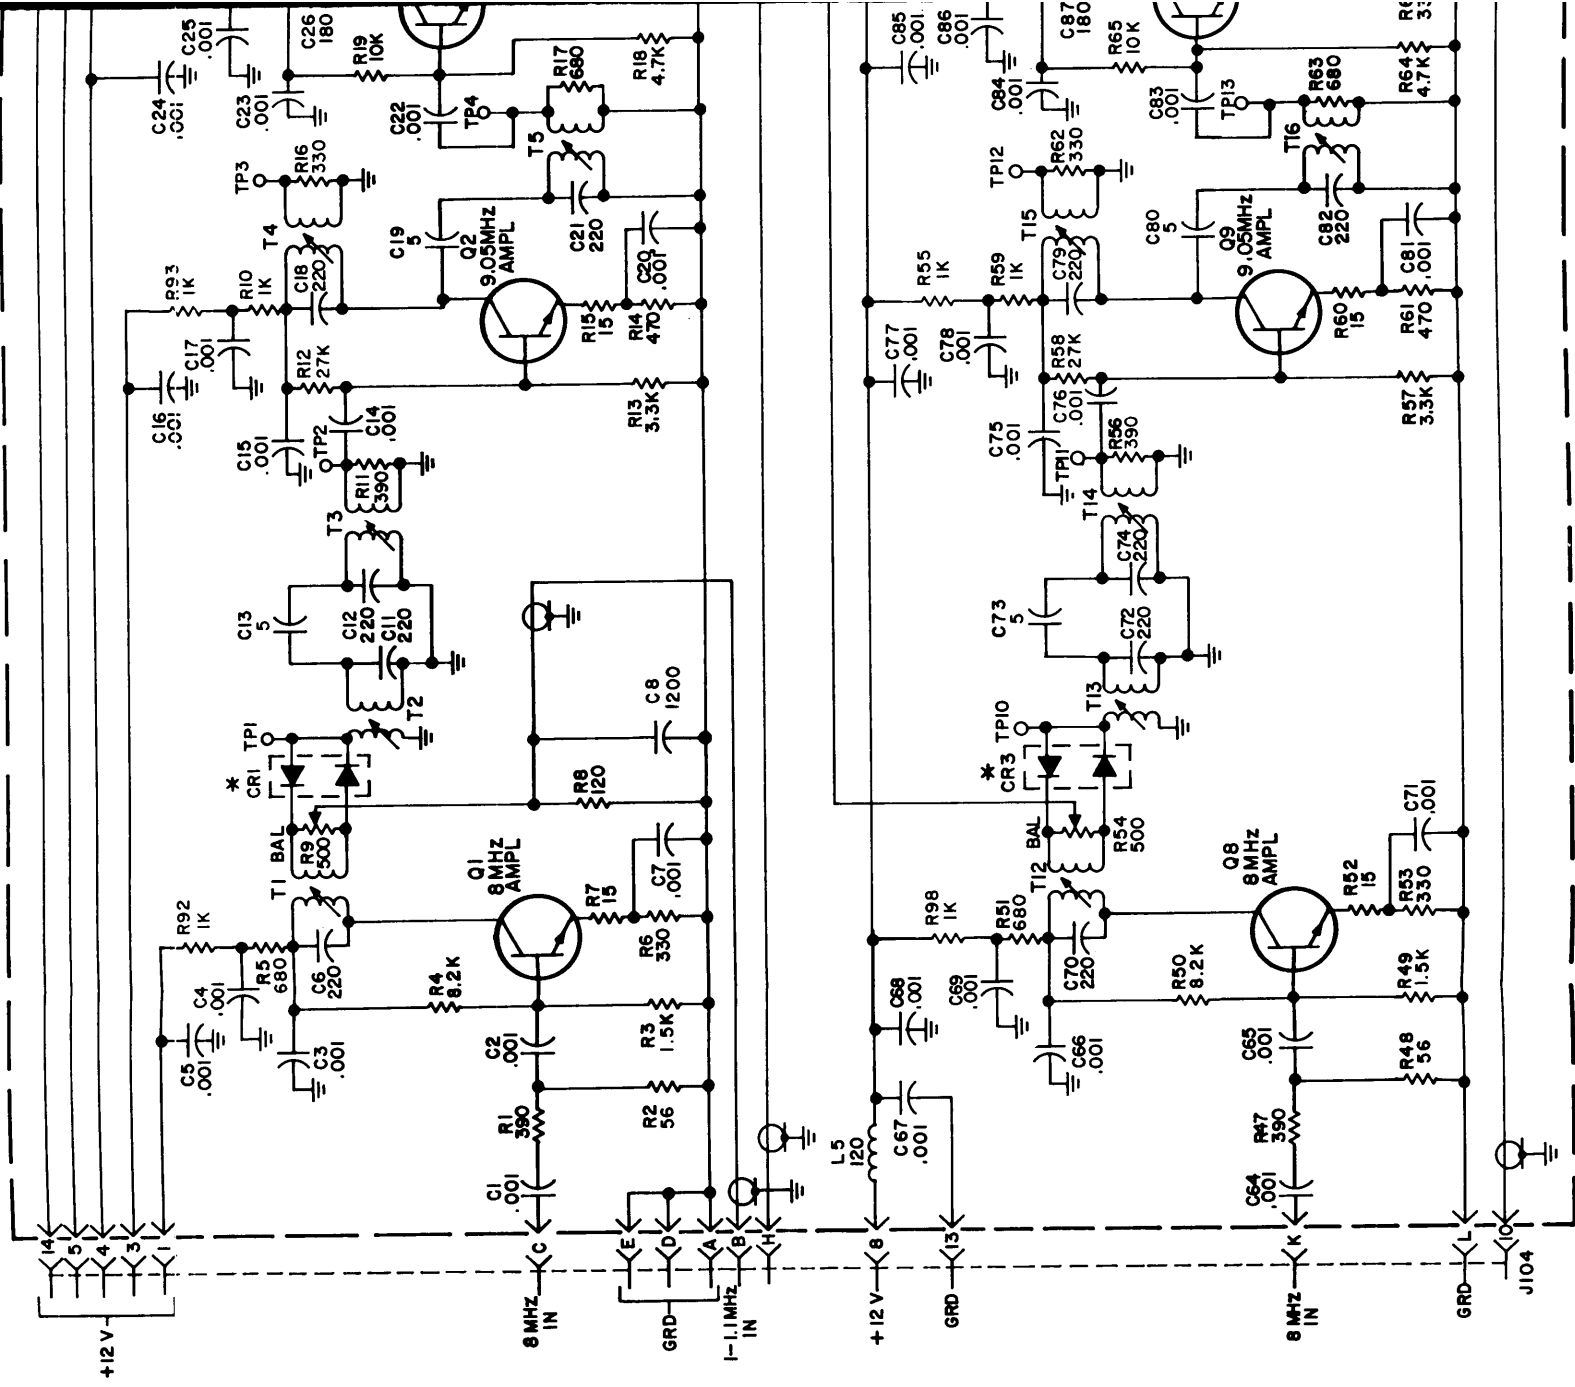 C25
.001
C26
180
R19
10K
R17
680
R18
4.7K
C24
.001
C23
.001
C22
.001
TP4
T5
TP3
R16
330
T4
C19
5
Q2
9.05MHz
AMPL
C21
220
C20
.001
R93
1K
R10
1K
C18
220
R15
15
R14
470
C17
.001
R12
27K
C16
.001
C15
.001
TP2
C14
.001
R13
3.3K
R11
390
T3
C13
5
C12
220
C11
220
T2
C8
1200
TP1
*
CR1
R8
120
BAL
R9
500
T1
Q1
8MHz
AMPL
R7
15
C7
.001
R92
1K
R5
680
C6
220
R6
330
C4
.001
R4
8.2K
C5
.001
C3
.001
C2
.001
R3
1.5K
R1
390
R2
56
C1
.001
14
5
4
3
1
+12V
C
8MHz
IN
E
D
A
B
H
GRD
1-1.1MHz
IN
C85
.001
C86
.001
C87
180
R65
10K
R63
680
R64
4.7K
C84
.001
C83
.001
TP13
T16
TP12
R62
330
T15
C80
5
Q9
9.05MHz
AMPL
C82
220
C81
.001
R55
1K
R59
1K
C79
220
R60
15
R61
470
C77
.001
C78
.001
R58
27K
C76
.001
C75
.001
TP11
R56
390
R57
3.3K
T14
C73
5
C74
220
C72
220
T13
TP10
*
CR3
BAL
R54
500
C71
.001
T12
Q8
8MHz
AMPL
R52
15
R53
330
R98
1K
R51
680
C70
220
R50
8.2K
R49
1.5K
C68
.001
C69
.001
C66
.001
C65
.001
R48
56
L5
120
C67
.001
R47
390
C64
.001
8
13
K
L
10
+12V
GRD
8MHz
IN
GRD
J104